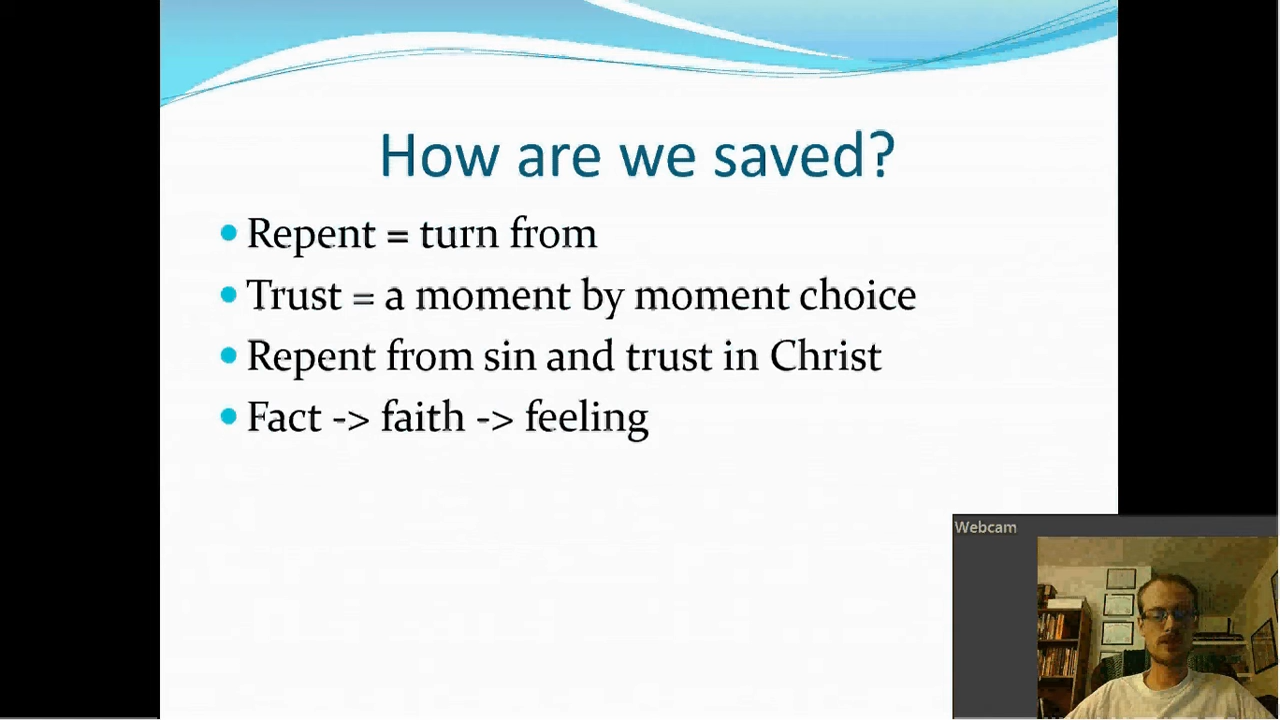 How are we saved?
Repent = turn from
Trust = a moment by moment choice
Repent from sin and trust in Christ
Fact -> faith -> feeling
Webcam